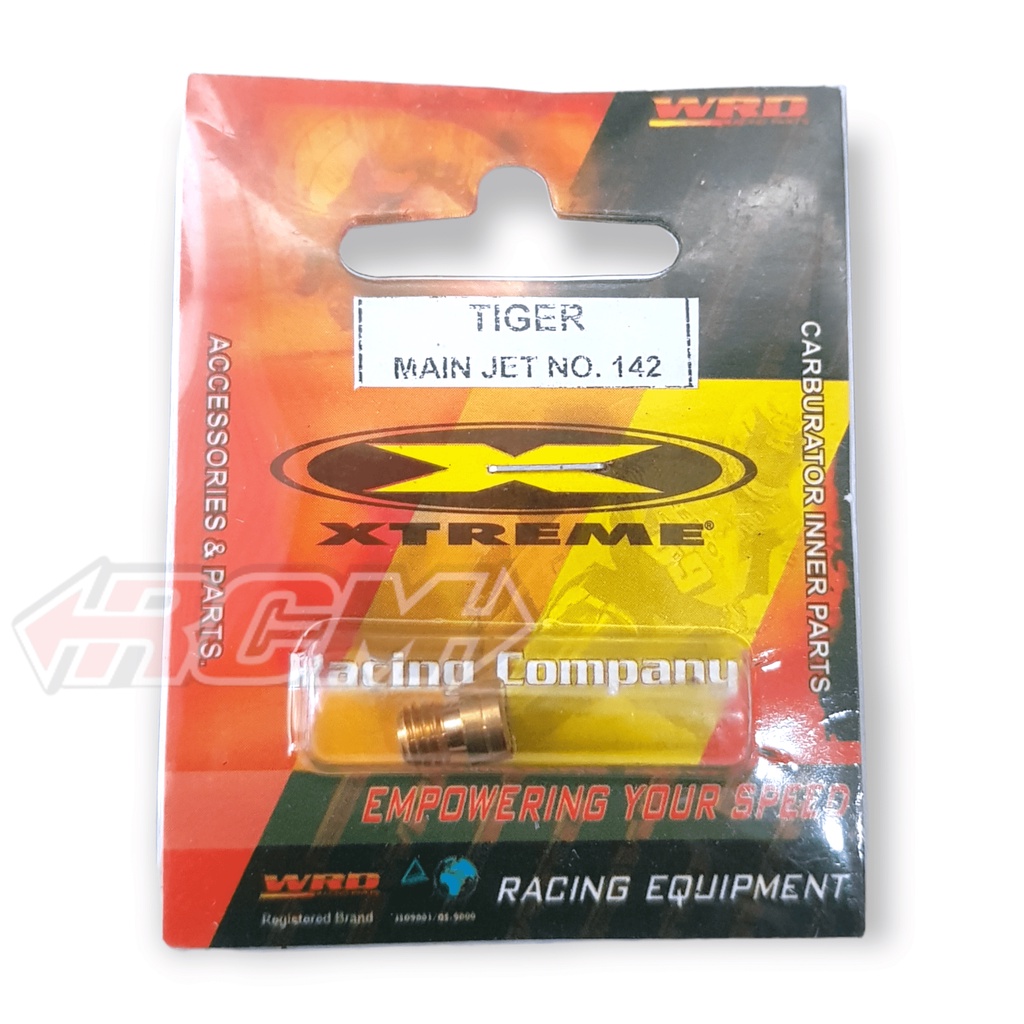 WRD
TIGER
MAIN JET NO. 142
ACCESSORIES & PARTS.
CARBURATOR INNER PARTS
X
XTREME®
RCM
Racing Company
EMPOWERING YOUR SPEED
WRD
Registered Brand
RACING EQUIPMENT